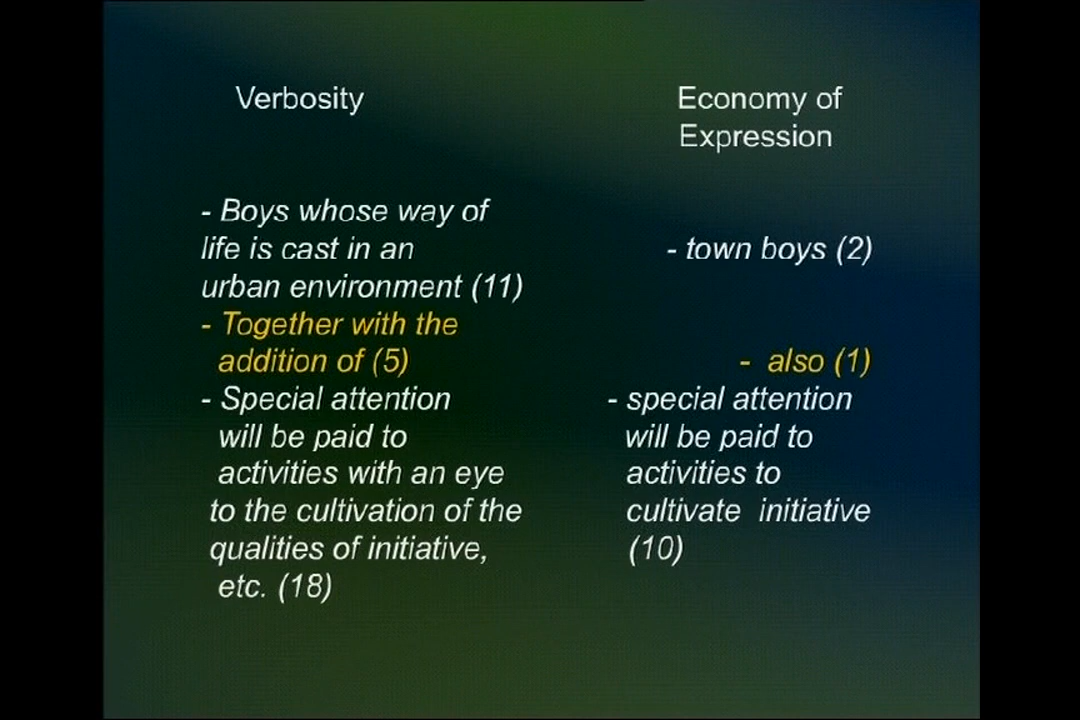 Verbosity
Economy of
Expression
- Boys whose way of
life is cast in an
urban environment (11)
- town boys (2)
- Together with the
addition of (5)
- also (1)
- Special attention
will be paid to
activities with an eye
to the cultivation of the
qualities of initiative,
etc. (18)
- special attention
will be paid to
activities to
cultivate initiative
(10)